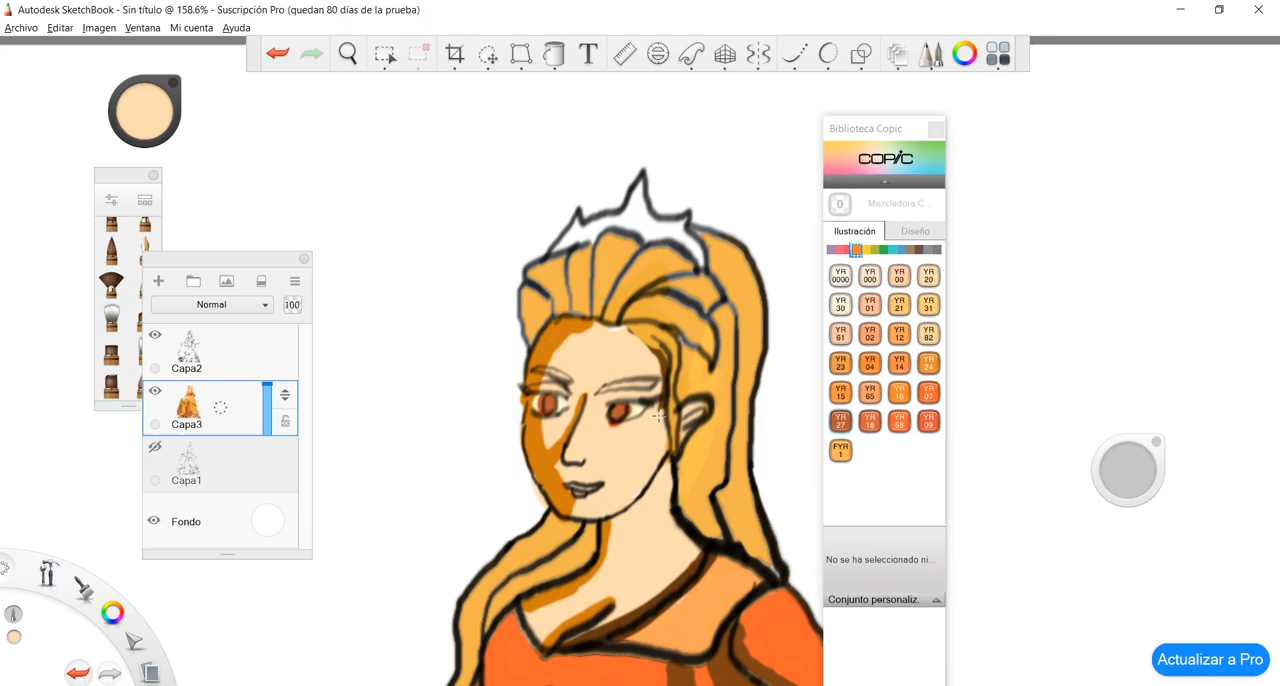 Autodesk SketchBook - Sin título @ 158.6% - Suscripción Pro (quedan 80 días de la prueba)
Archivo Editar Imagen Ventana Mi cuenta Ayuda
T
Biblioteca Copic
COPIC
0 Mezcladora C...
Ilustración Diseño
YR 0000 YR 000 YR 00 YR 20
YR 30 YR 01 YR 21 YR 31
YR 61 YR 02 YR 12 YR 82
YR 23 YR 04 YR 14 YR 24
YR 15 YR 65 YR 16 YR 07
YR 27 YR 18 YR 68 YR 09
FYR 1
No se ha seleccionado ni...
Conjunto personaliz.
Normal 100
Capa2
Capa3
Capa1
Fondo
Actualizar a Pro